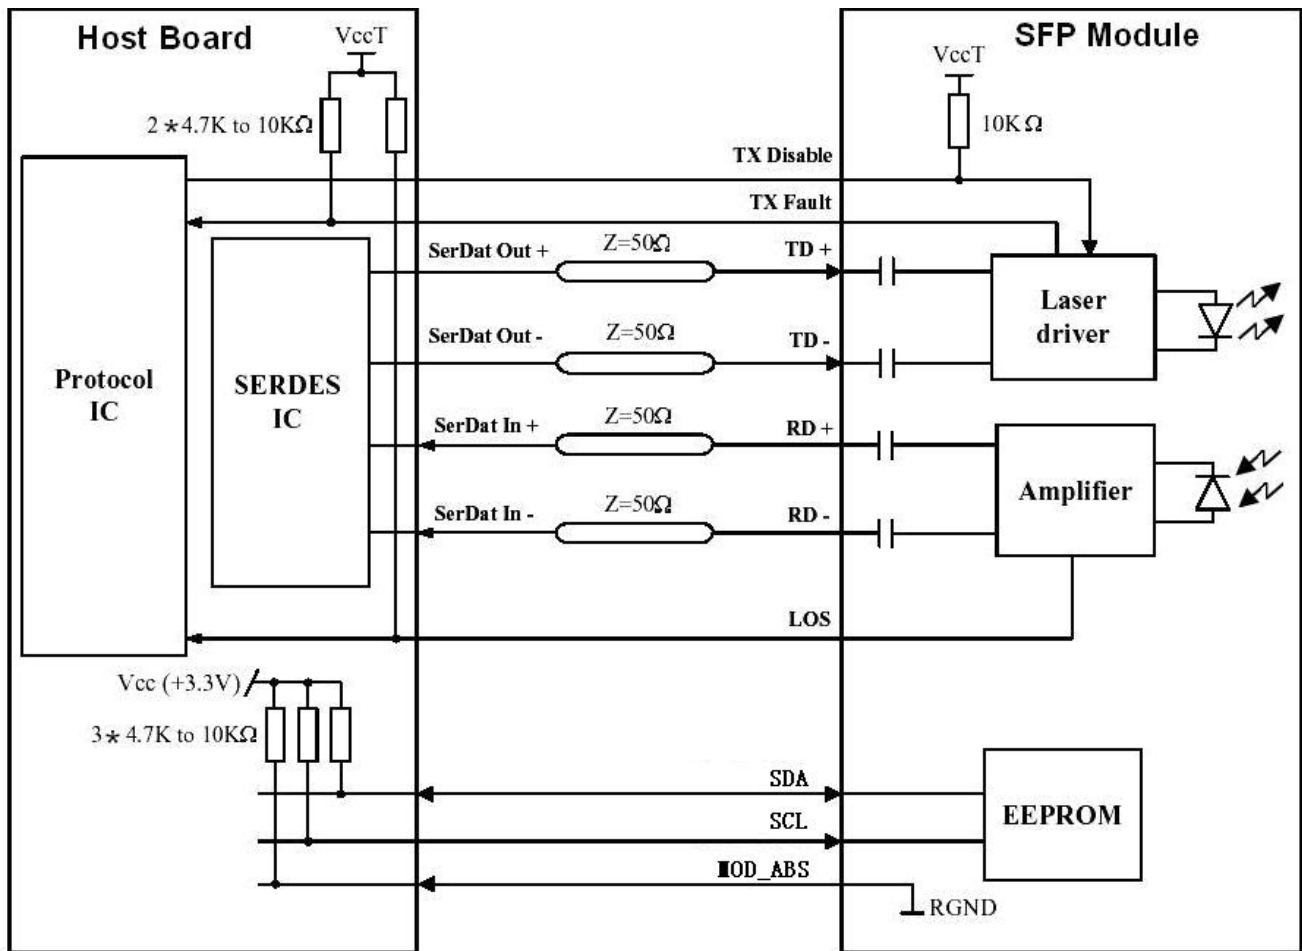 Host Board
SFP Module
VccT
VccT
2*4.7K to 10KΩ
10KΩ
TX Disable
TX Fault
SerDat Out +
Z=50Ω
TD +
Laser
driver
SerDat Out -
Z=50Ω
TD -
Protocol
IC
SERDES
IC
SerDat In +
Z=50Ω
RD +
Amplifier
SerDat In -
Z=50Ω
RD -
LOS
Vcc (+3.3V)
3*4.7K to 10KΩ
SDA
SCL
EEPROM
MOD_ABS
RGND